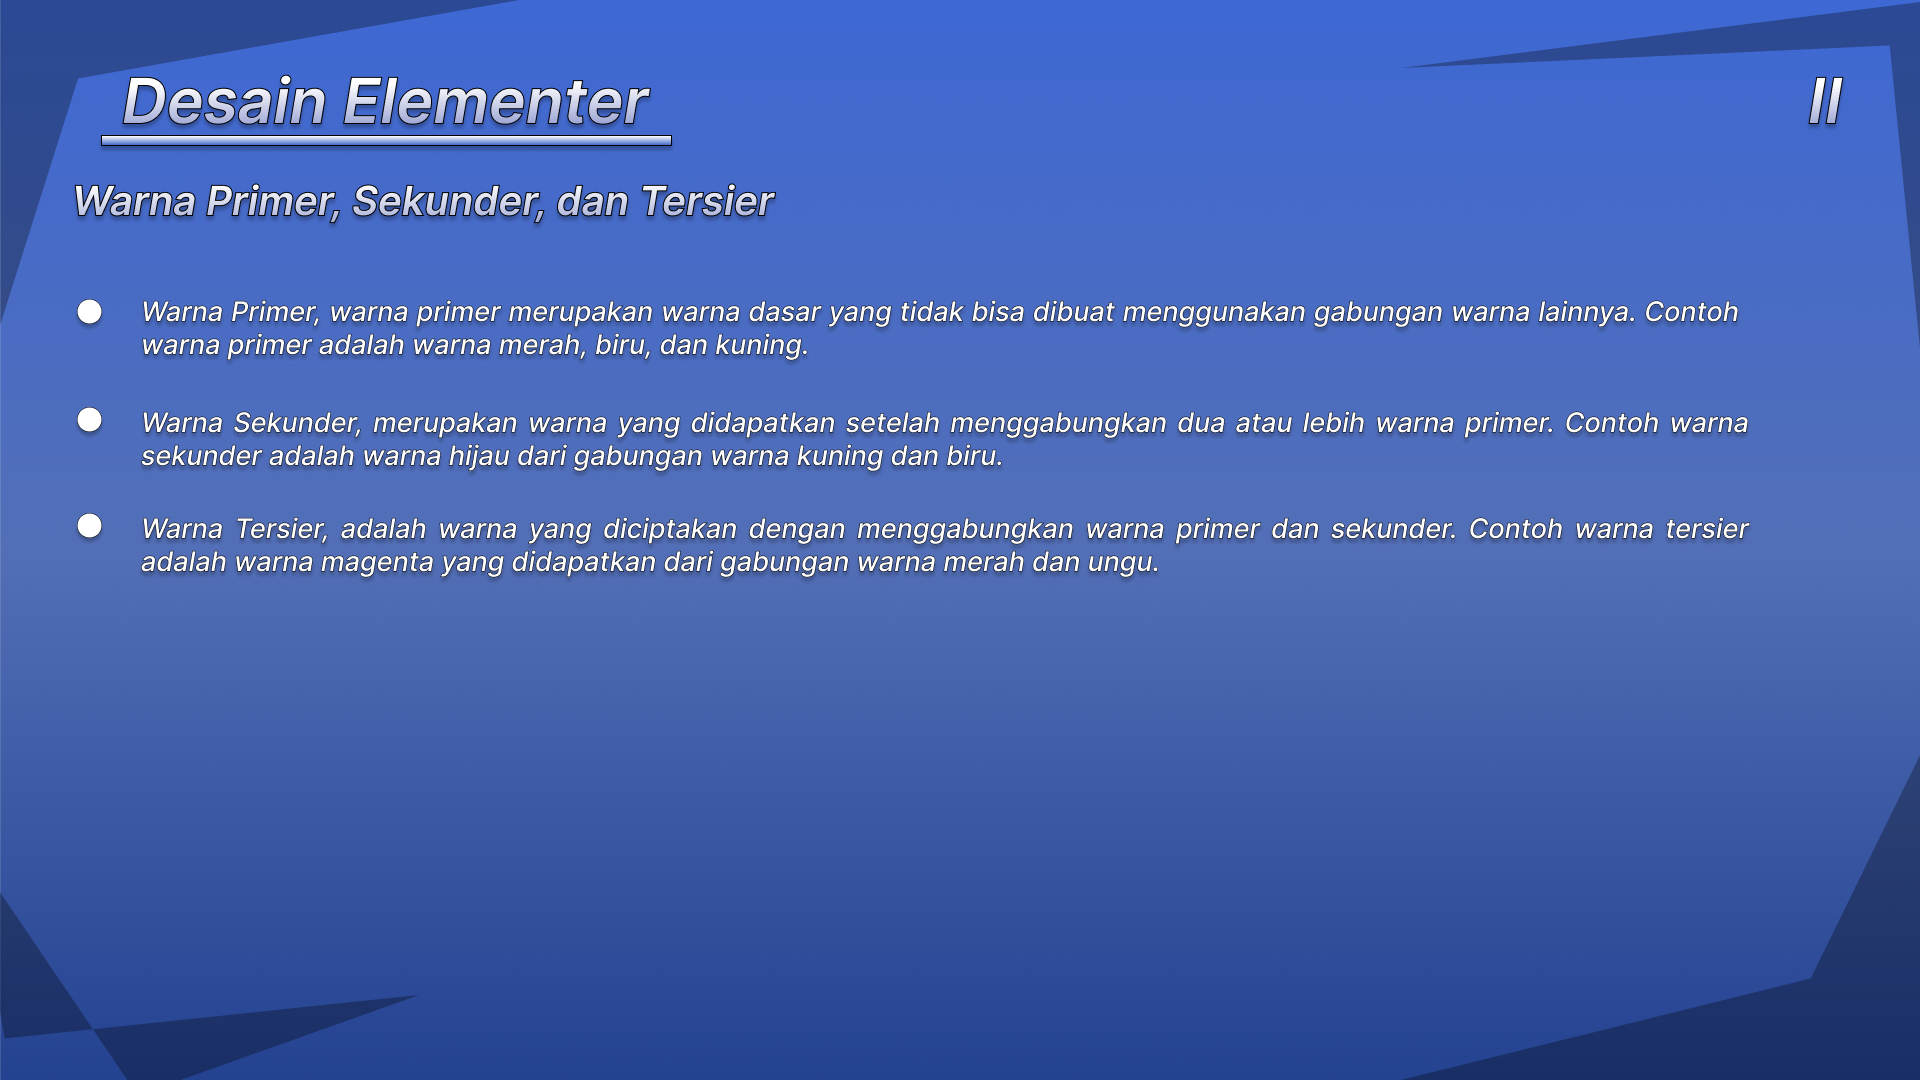 Desain Elementer
II
Warna Primer, Sekunder, dan Tersier
Warna Primer, warna primer merupakan warna dasar yang tidak bisa dibuat menggunakan gabungan warna lainnya. Contoh
warna primer adalah warna merah, biru, dan kuning.
Warna Sekunder, merupakan warna yang didapatkan setelah menggabungkan dua atau lebih warna primer. Contoh warna
sekunder adalah warna hijau dari gabungan warna kuning dan biru.
Warna Tersier, adalah warna yang diciptakan dengan menggabungkan warna primer dan sekunder. Contoh warna tersier
adalah warna magenta yang didapatkan dari gabungan warna merah dan ungu.